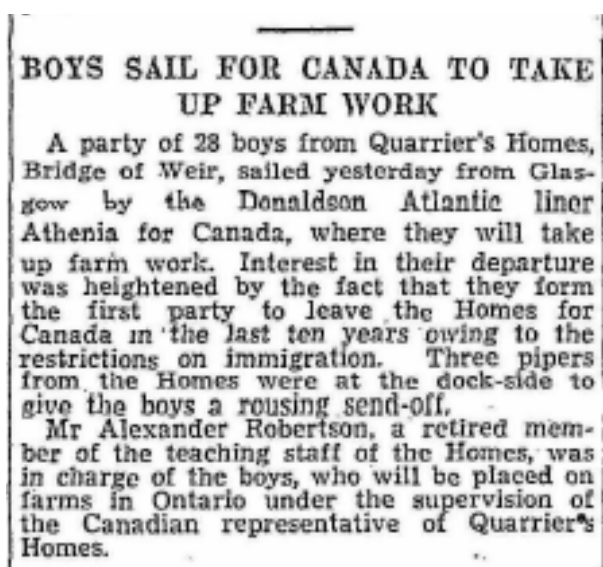 BOYS SAIL FOR CANADA TO TAKE
UP FARM WORK
A party of 28 boys from Quarrier's Homes,
Bridge of Weir, sailed yesterday from Glas-
gow by the Donaldson Atlantic liner
Athenia for Canada, where they will take
up farm work. Interest in their departure
was heightened by the fact that they form
the first party to leave the Homes for
Canada in the last ten years owing to the
restrictions on immigration. Three pipers
from the Homes were at the dock-side to
give the boys a rousing send-off.
Mr Alexander Robertson, a retired mem-
ber of the teaching staff of the Homes, was
in charge of the boys, who will be placed on
farms in Ontario under the supervision of
the Canadian representative of Quarrier's
Homes.